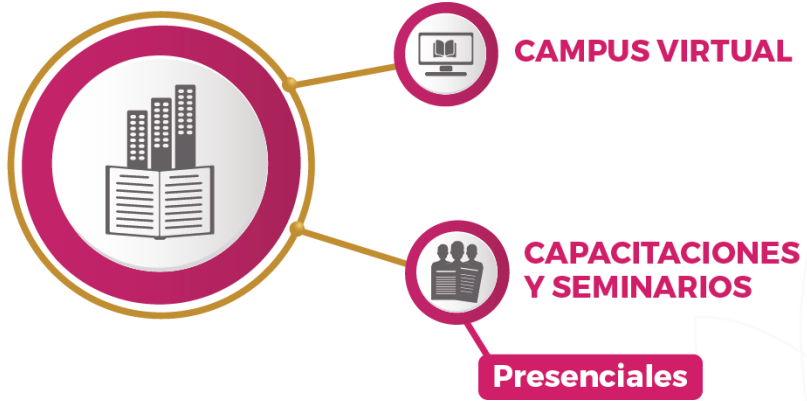 CAMPUS VIRTUAL
CAPACITACIONES
Y SEMINARIOS
Presenciales